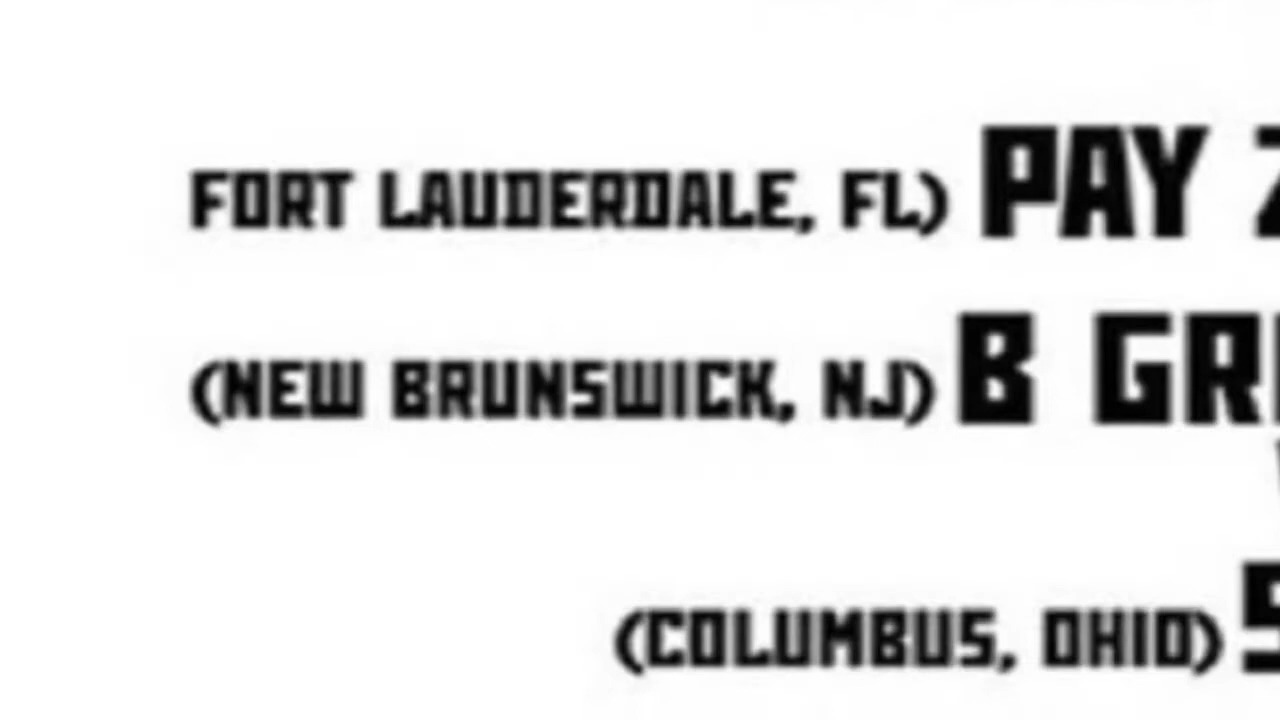 FORT LAUDERDALE, FL) PAY
(NEW BRUNSWICK, NJ) B
(COLUMBUS, OHIO)